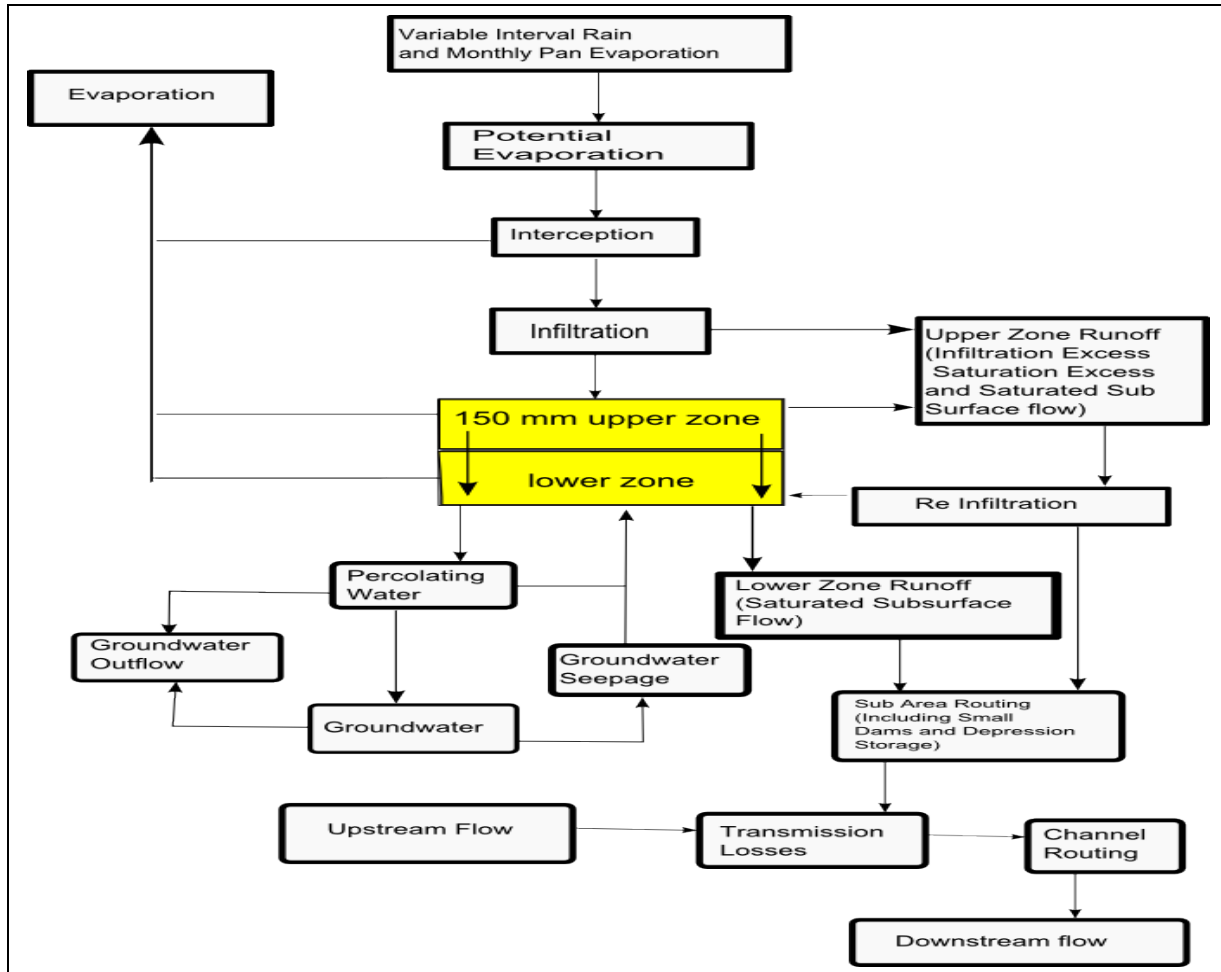 Variable Interval Rain
and Monthly Pan Evaporation
Evaporation
Potential
Evaporation
Interception
Infiltration
Upper Zone Runoff
(Infiltration Excess
Saturation Excess
and Saturated Sub
Surface flow)
150 mm upper zone
lower zone
Re Infiltration
Percolating
Water
Lower Zone Runoff
(Saturated Subsurface
Flow)
Groundwater
Outflow
Groundwater
Seepage
Groundwater
Sub Area Routing
(Including Small
Dams and Depression
Storage)
Upstream Flow
Transmission
Losses
Channel
Routing
Downstream flow